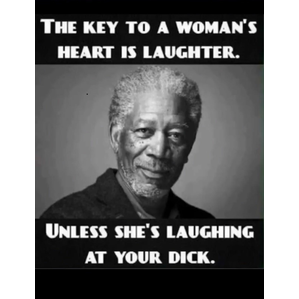 The key to a woman's
heart is laughter.
Unless she's laughing
at your dick.